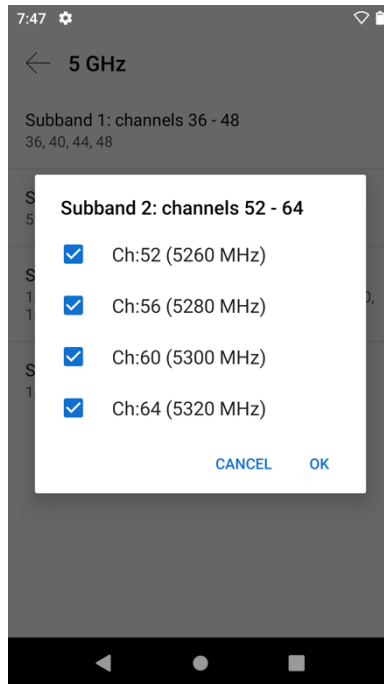 7:47
5 GHz
Subband 1: channels 36 - 48
36, 40, 44, 48
Subband 2: channels 52 - 64
Ch:52 (5260 MHz)
Ch:56 (5280 MHz)
Ch:60 (5300 MHz)
Ch:64 (5320 MHz)
CANCEL OK